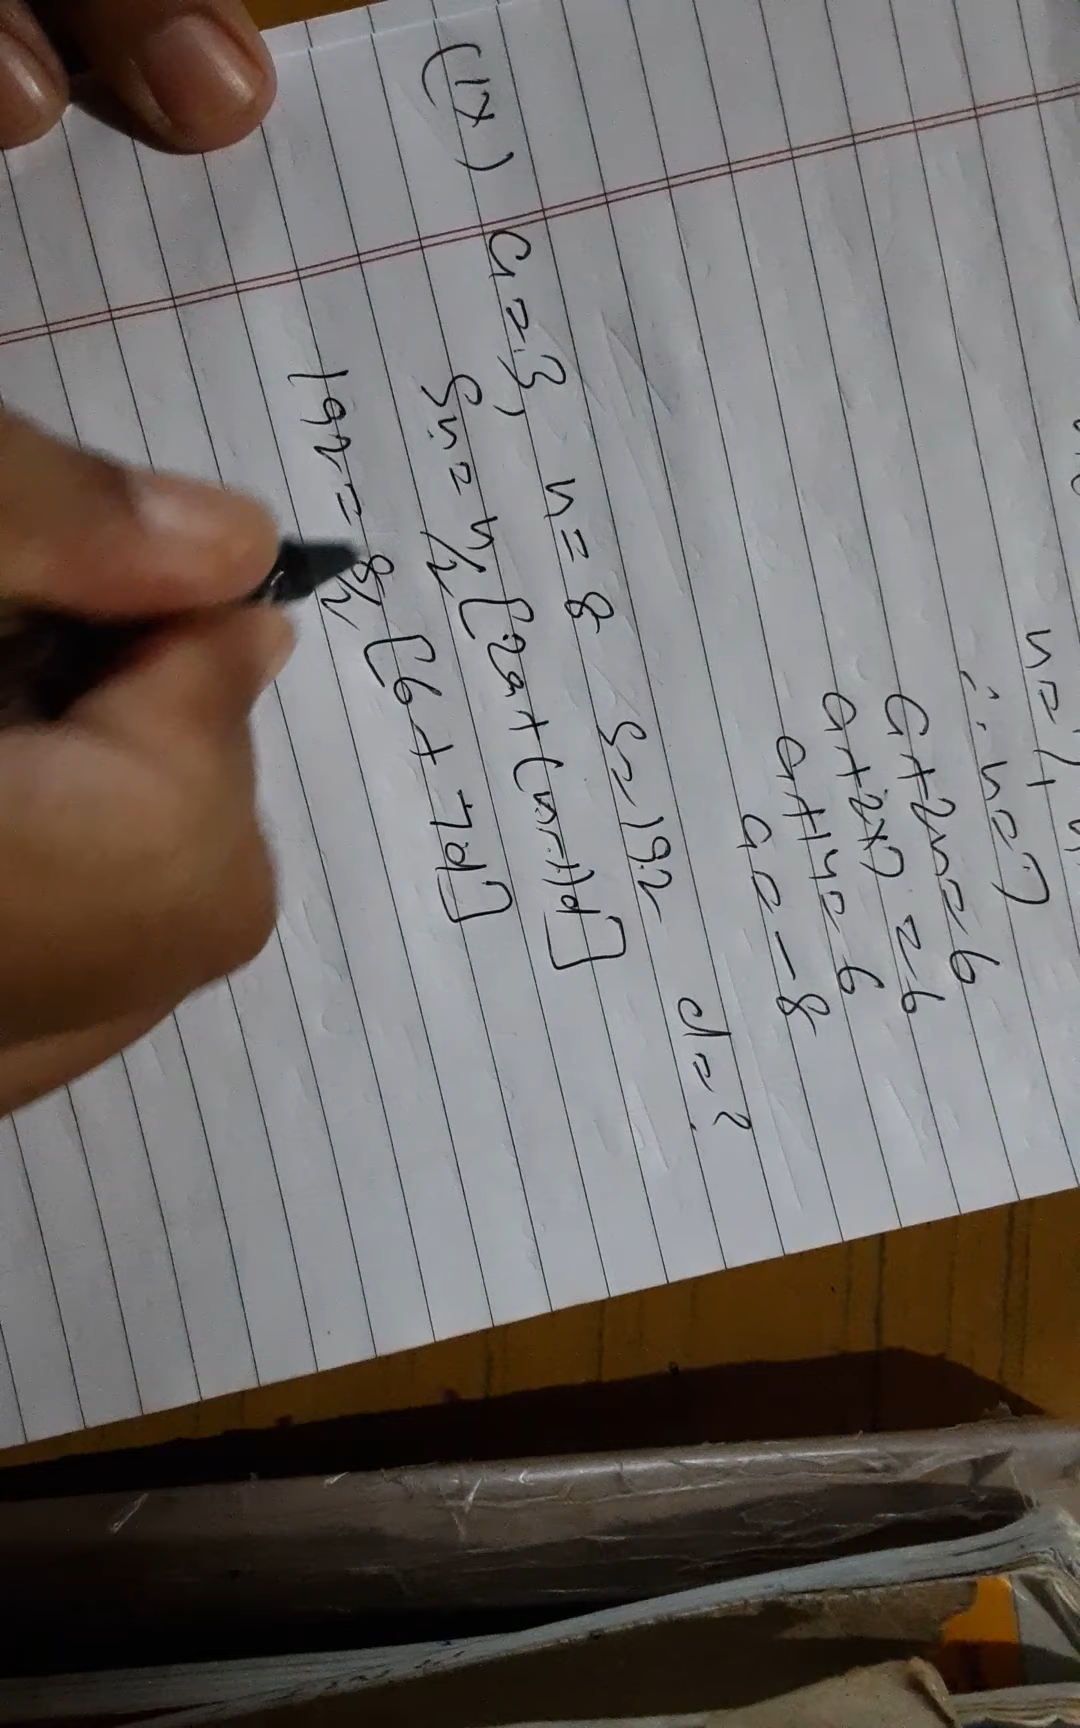 n=7
∴ n=7
a+2n=6
a+2×7 = 6
a+14=6
a=-8
(ix) a=3, n=8 S=192 d=?
Sn=n/2[2a+(n-1)d]
192=8/2[6+7d]